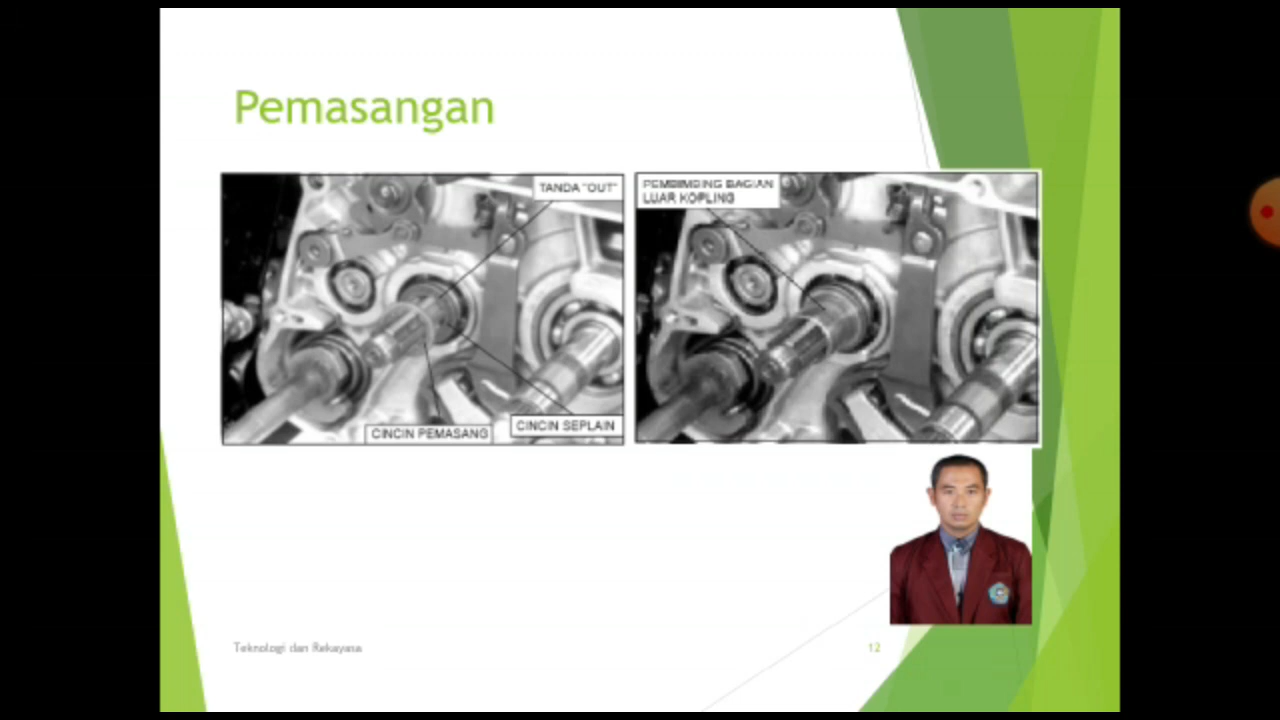 Pemasangan
TANDA "OUT"
CINCIN PEMASANG
CINCIN SEPLAIN
PEMBIMBING BAGIAN
LUAR KOPLING
Teknologi dan Rekayasa
12